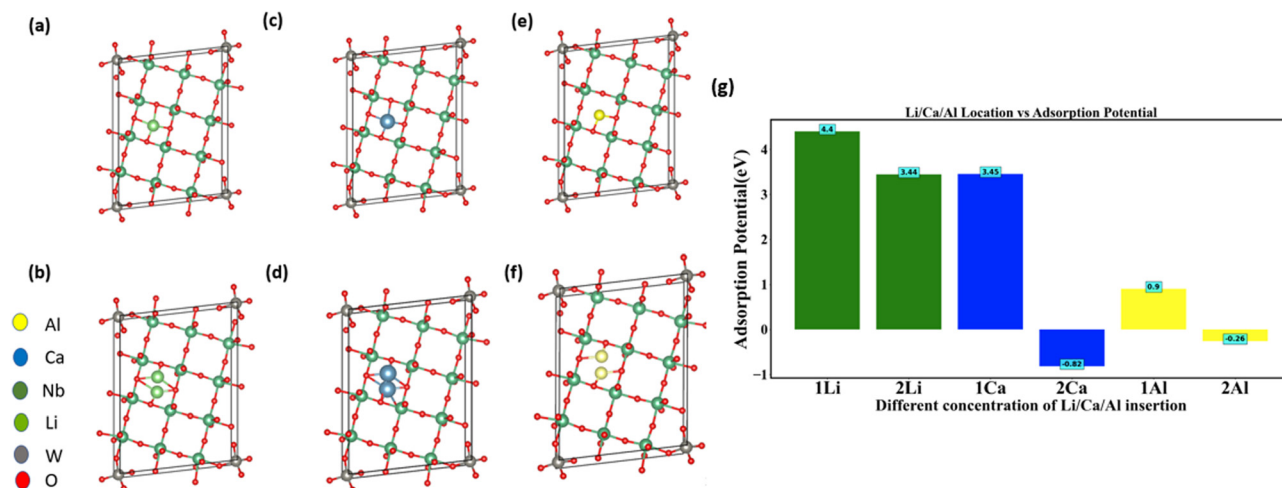 (a)
(c)
(e)
(b)
(d)
(f)
Al
Ca
Nb
Li
W
O
(g)
Li/Ca/Al Location vs Adsorption Potential
Adsorption Potential(eV)
4
3
2
1
0
−1
4.4
3.44
3.45
-0.82
0.9
-0.26
1Li 2Li 1Ca 2Ca 1Al 2Al
Different concentration of Li/Ca/Al insertion